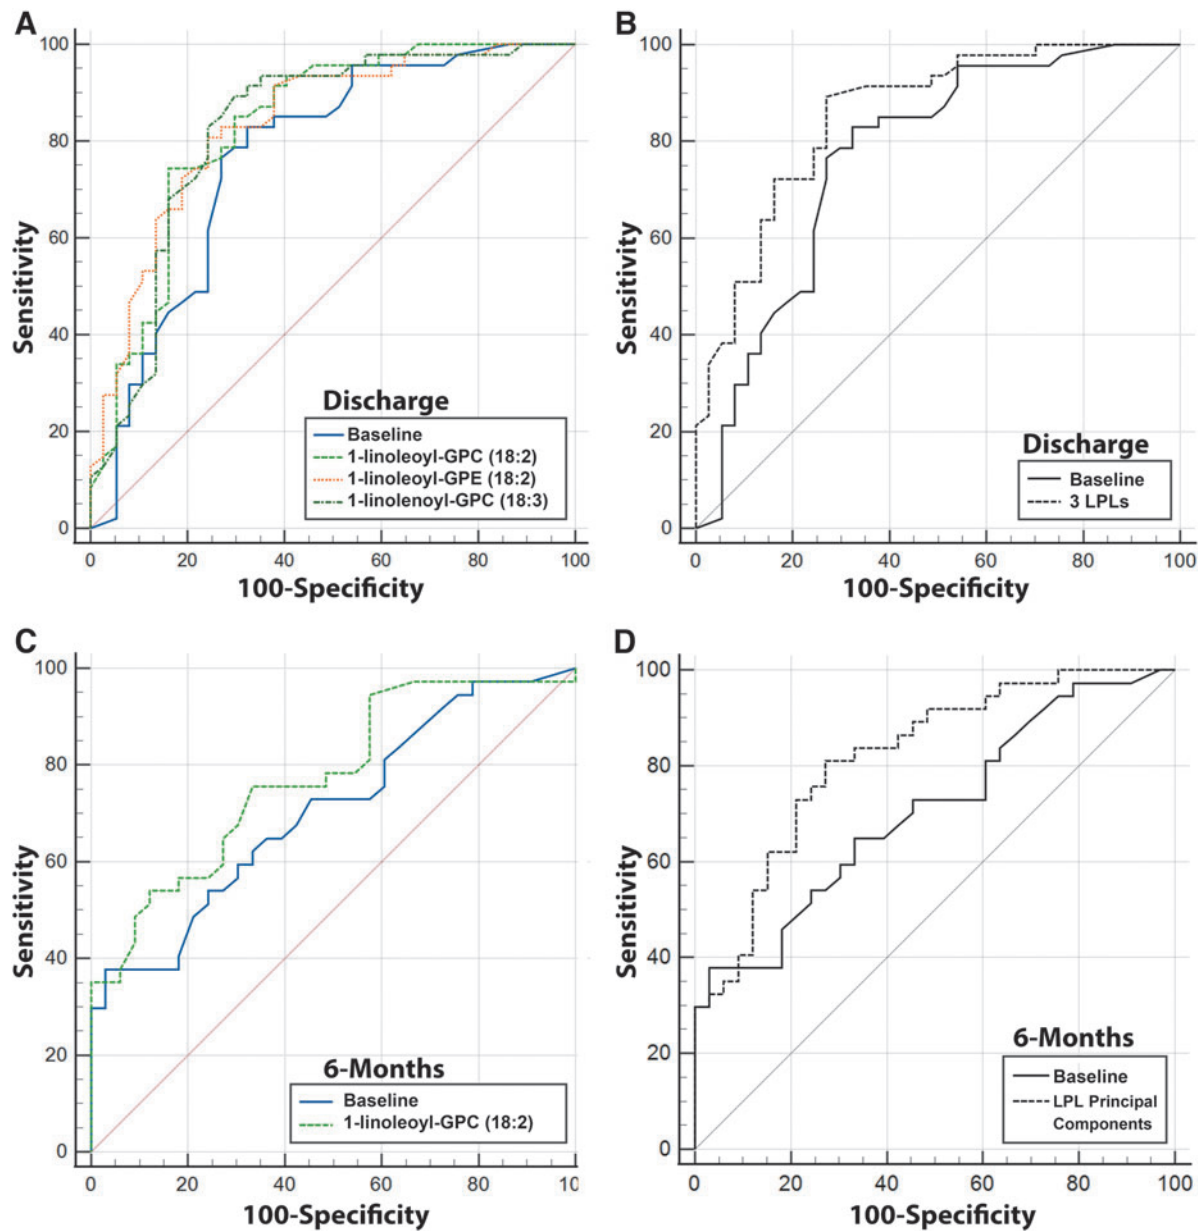 A
100
80
60
40
20
0
Sensitivity
Discharge
Baseline
1-linoleoyl-GPC (18:2)
1-linoleoyl-GPE (18:2)
1-linolenoyl-GPC (18:3)
0 20 40 60 80 100
100-Specificity
B
100
80
60
40
20
0
Sensitivity
Discharge
Baseline
3 LPLs
0 20 40 60 80 100
100-Specificity
C
100
80
60
40
20
0
Sensitivity
6-Months
Baseline
1-linoleoyl-GPC (18:2)
0 20 40 60 80 10
100-Specificity
D
100
80
60
40
20
0
Sensitivity
6-Months
Baseline
LPL Principal
Components
0 20 40 60 80 100
100-Specificity